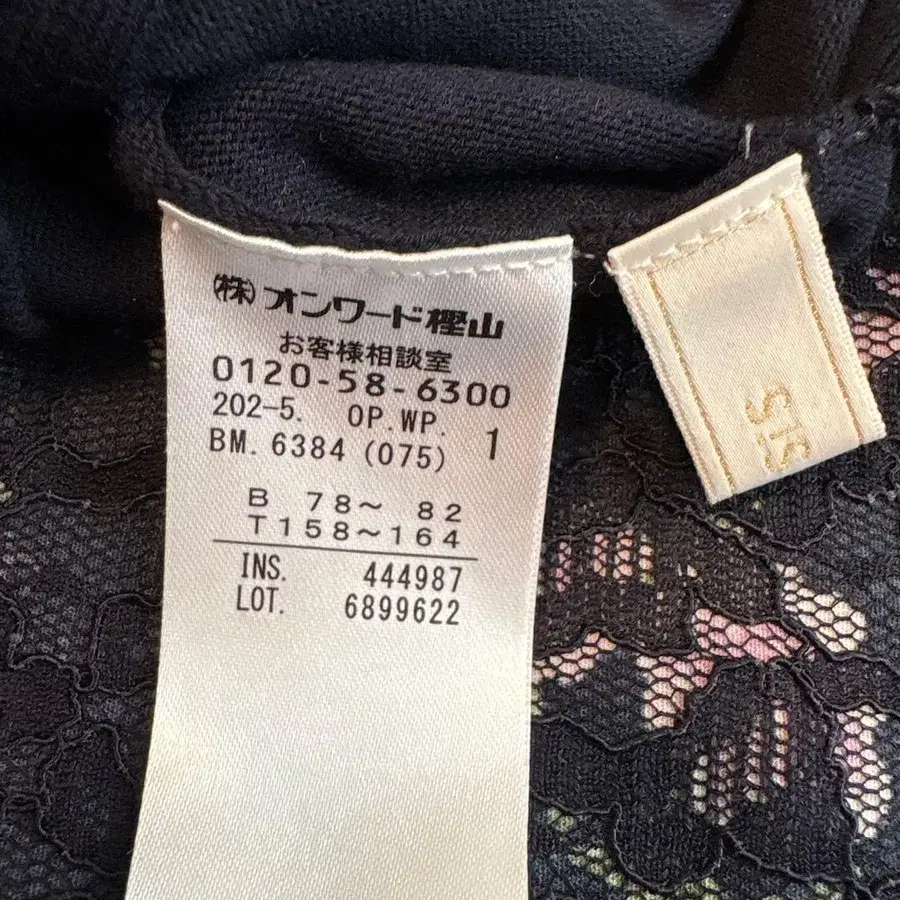 (株)オンワード樫山
お客様相談室
0120-58-6300
202-5. OP.WP. 1
BM. 6384 (075)
B 78～ 82
T158～164
INS. 444987
LOT. 6899622